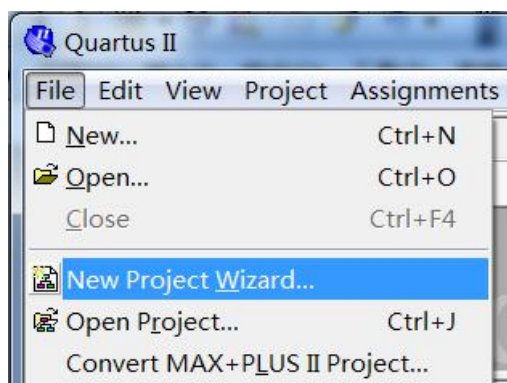 Quartus II
File Edit View Project Assignments
New... Ctrl+N
Open... Ctrl+O
Close Ctrl+F4
New Project Wizard...
Open Project... Ctrl+J
Convert MAX+PLUS II Project...